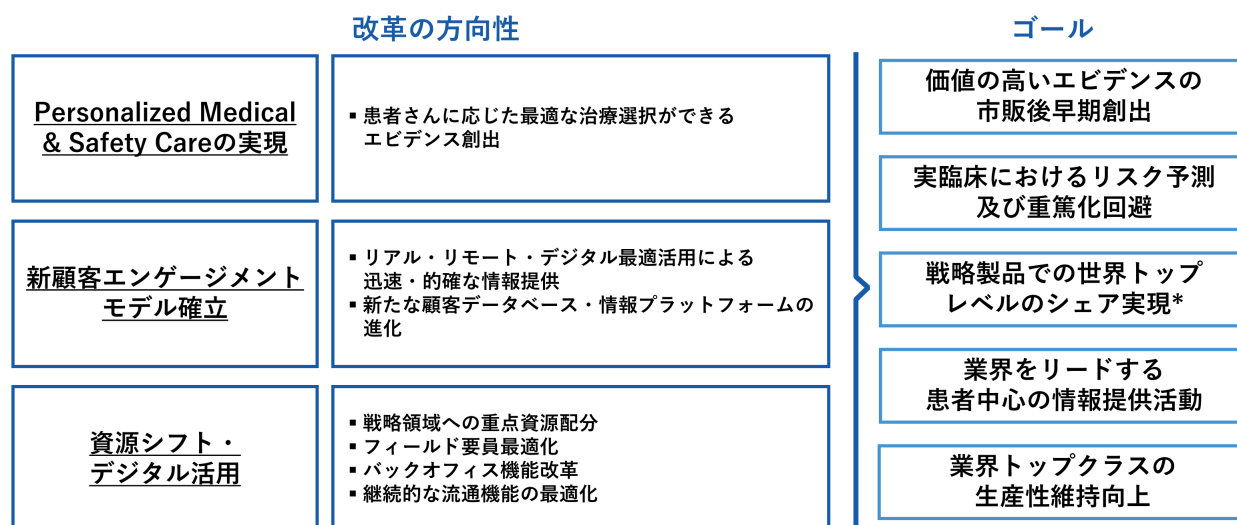 改革の方向性
ゴール
Personalized Medical
& Safety Careの実現
▪ 患者さんに応じた最適な治療選択ができる
エビデンス創出
新顧客エンゲージメント
モデル確立
▪ リアル・リモート・デジタル最適活用による
迅速・的確な情報提供
▪ 新たな顧客データベース・情報プラットフォームの
進化
資源シフト・
デジタル活用
▪ 戦略領域への重点資源配分
▪ フィールド要員最適化
▪ バックオフィス機能改革
▪ 継続的な流通機能の最適化
価値の高いエビデンスの
市販後早期創出
実臨床におけるリスク予測
及び重篤化回避
戦略製品での世界トップ
レベルのシェア実現*
業界をリードする
患者中心の情報提供活動
業界トップクラスの
生産性維持向上